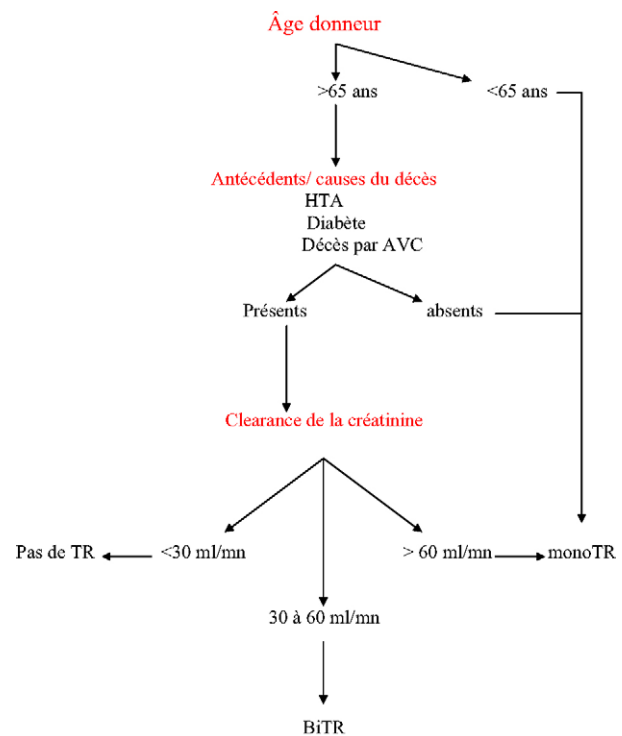 Âge donneur
>65 ans
<65 ans
Antécédents/ causes du décès
HTA
Diabète
Décès par AVC
Présents
absents
Clearance de la créatinine
Pas de TR
<30 ml/mn
> 60 ml/mn
monoTR
30 à 60 ml/mn
BiTR